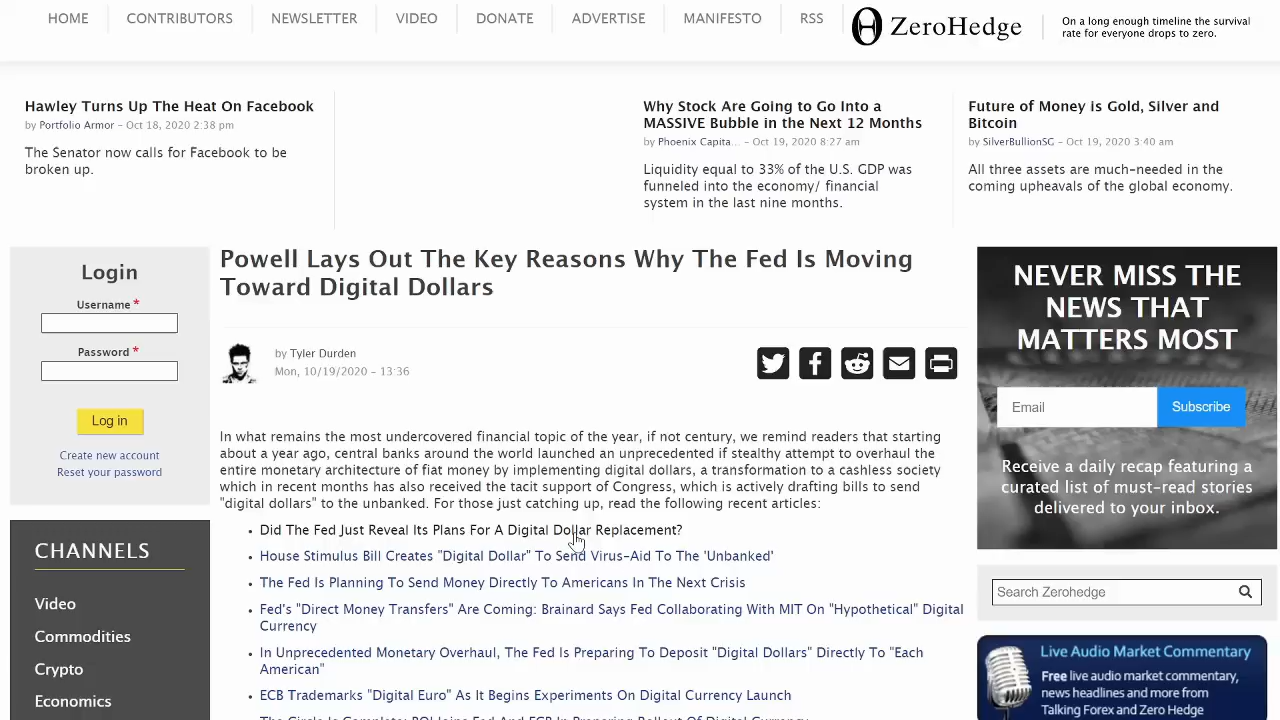 HOME
CONTRIBUTORS
NEWSLETTER
VIDEO
DONATE
ADVERTISE
MANIFESTO
RSS
ZeroHedge
On a long enough timeline the survival
rate for everyone drops to zero.
Hawley Turns Up The Heat On Facebook
by Portfolio Armor - Oct 18, 2020 2:38 pm
The Senator now calls for Facebook to be
broken up.
Why Stock Are Going to Go Into a
MASSIVE Bubble in the Next 12 Months
by Phoenix Capita... - Oct 19, 2020 8:27 am
Liquidity equal to 33% of the U.S. GDP was
funneled into the economy/ financial
system in the last nine months.
Future of Money is Gold, Silver and
Bitcoin
by SilverBullionSG - Oct 19, 2020 3:40 am
All three assets are much-needed in the
coming upheavals of the global economy.
Login
Username *
Password *
Log in
Create new account
Reset your password
CHANNELS
Video
Commodities
Crypto
Economics
Powell Lays Out The Key Reasons Why The Fed Is Moving
Toward Digital Dollars
by Tyler Durden
Mon, 10/19/2020 - 13:36
In what remains the most undercovered financial topic of the year, if not century, we remind readers that starting
about a year ago, central banks around the world launched an unprecedented if stealthy attempt to overhaul the
entire monetary architecture of fiat money by implementing digital dollars, a transformation to a cashless society
which in recent months has also received the tacit support of Congress, which is actively drafting bills to send
"digital dollars" to the unbanked. For those just catching up, read the following recent articles:
• Did The Fed Just Reveal Its Plans For A Digital Dollar Replacement?
• House Stimulus Bill Creates "Digital Dollar" To Send Virus-Aid To The 'Unbanked'
• The Fed Is Planning To Send Money Directly To Americans In The Next Crisis
• Fed's "Direct Money Transfers" Are Coming: Brainard Says Fed Collaborating With MIT On "Hypothetical" Digital
Currency
• In Unprecedented Monetary Overhaul, The Fed Is Preparing To Deposit "Digital Dollars" Directly To "Each
American"
• ECB Trademarks "Digital Euro" As It Begins Experiments On Digital Currency Launch
The Circle Is Complete: BOJ Joins Fed And ECB In Preparing Rollout Of Digital Currency
NEVER MISS THE
NEWS THAT
MATTERS MOST
Email
Subscribe
Receive a daily recap featuring a
curated list of must-read stories
delivered to your inbox.
Search Zerohedge
Live Audio Market Commentary
Free live audio market commentary,
news headlines and more from
Talking Forex and Zero Hedge